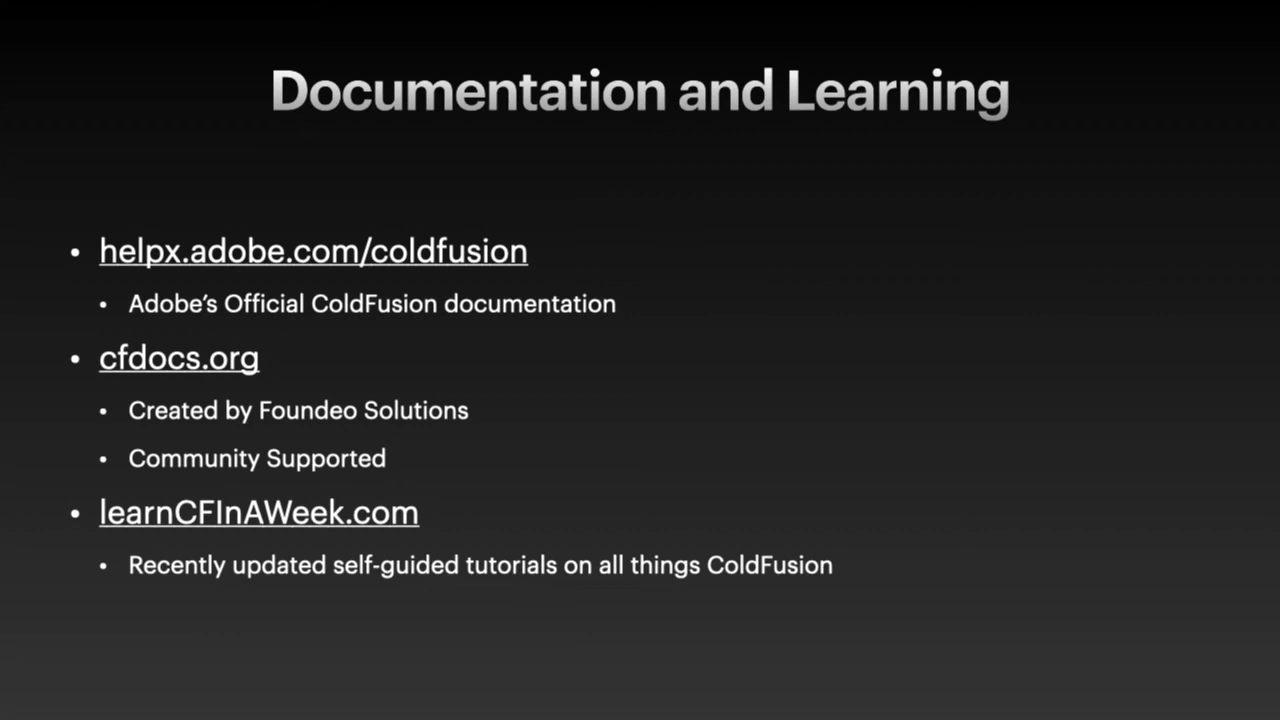 Documentation and Learning
• helpx.adobe.com/coldfusion
• Adobe’s Official ColdFusion documentation
• cfdocs.org
• Created by Foundeo Solutions
• Community Supported
• learnCFInAWeek.com
• Recently updated self-guided tutorials on all things ColdFusion